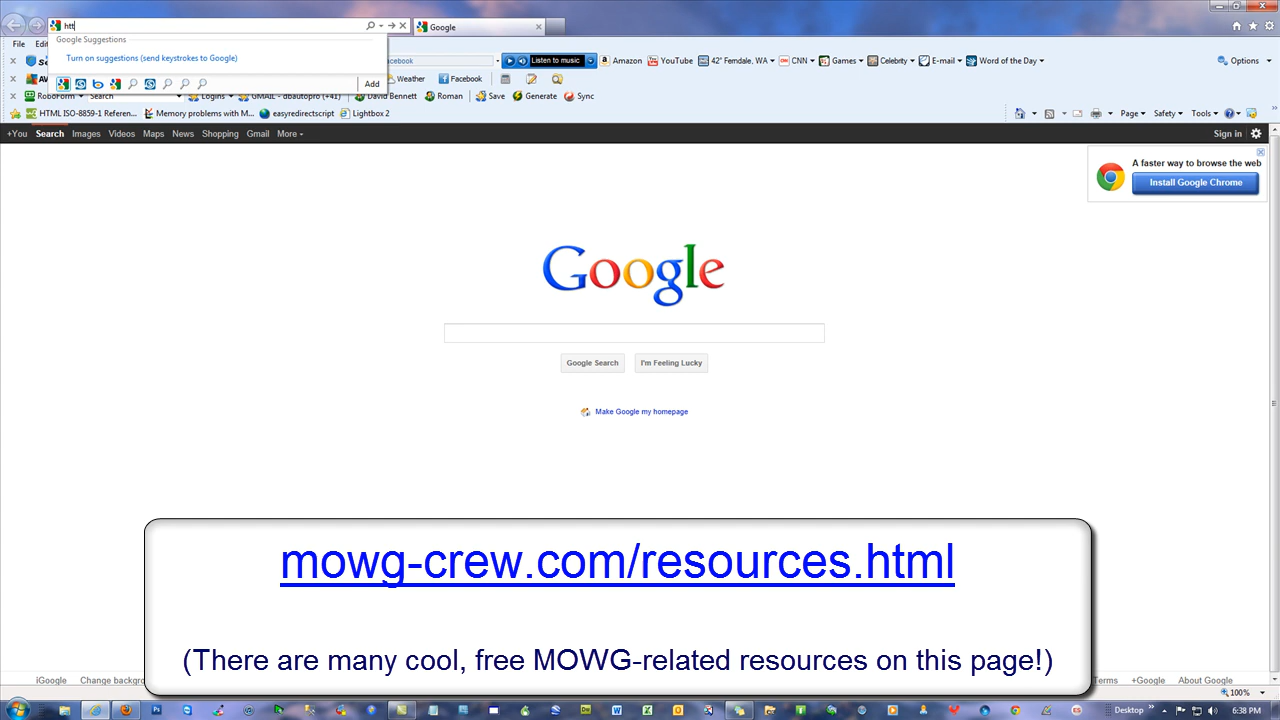 htt
Google
Google Suggestions
File
Turn on suggestions (send keystrokes to Google)
Listen to music
Amazon
YouTube
42° Ferndale, WA
CNN
Games
Celebrity
E-mail
Word of the Day
Options
Add
Weather
Facebook
RoboForm
Search
Logins
GMAIL - dbautopro (+41)
David Bennett
Roman
Save
Generate
Sync
HTML ISO-8859-1 Referen...
Memory problems with M...
easyredirectscript
Lightbox 2
Page
Safety
Tools
+You Search Images Videos Maps News Shopping Gmail More
Sign in
A faster way to browse the web
Install Google Chrome
Google
Google Search
I'm Feeling Lucky
Make Google my homepage
mowg-crew.com/resources.html
(There are many cool, free MOWG-related resources on this page!)
iGoogle
+Google
About Google
100%
Desktop
6:38 PM